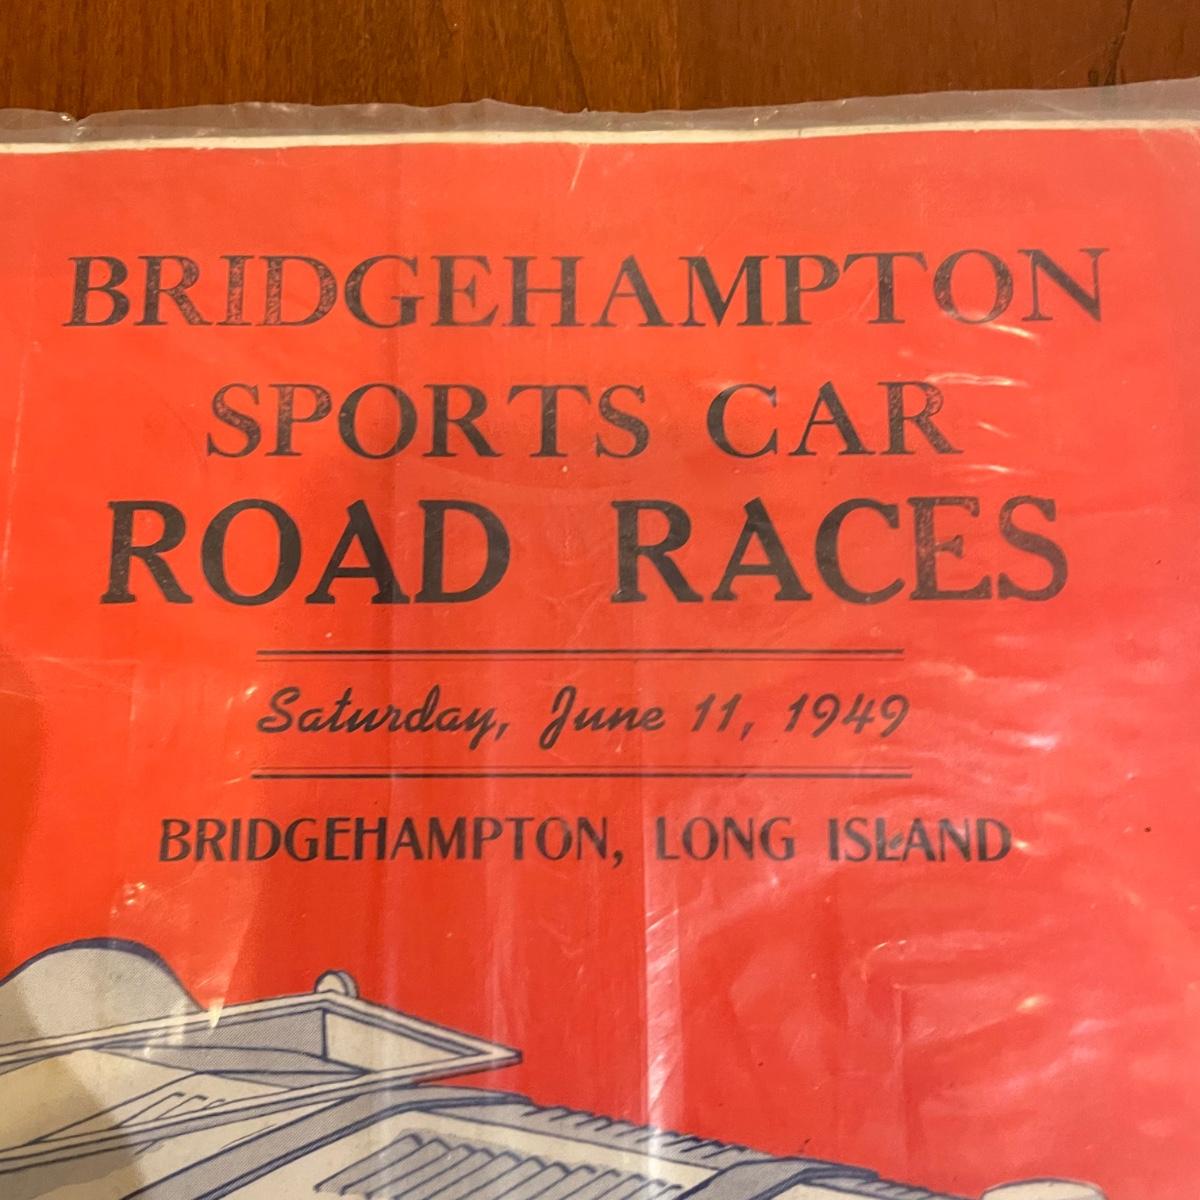 BRIDGEHAMPTON
SPORTS CAR
ROAD RACES
Saturday, June 11, 1949
BRIDGEHAMPTON, LONG ISLAND